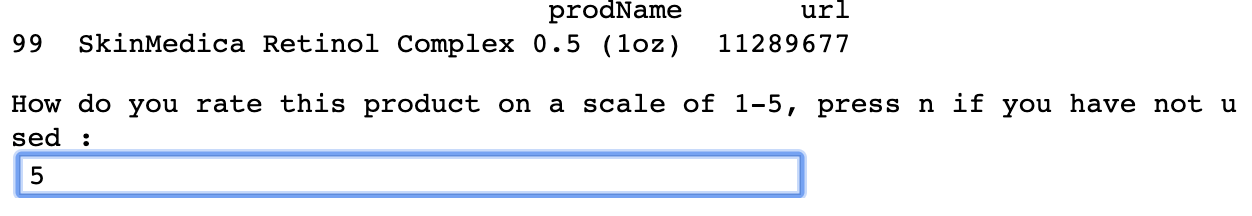 prodName url
99 SkinMedica Retinol Complex 0.5 (1oz) 11289677
How do you rate this product on a scale of 1-5, press n if you have not u
sed :
5